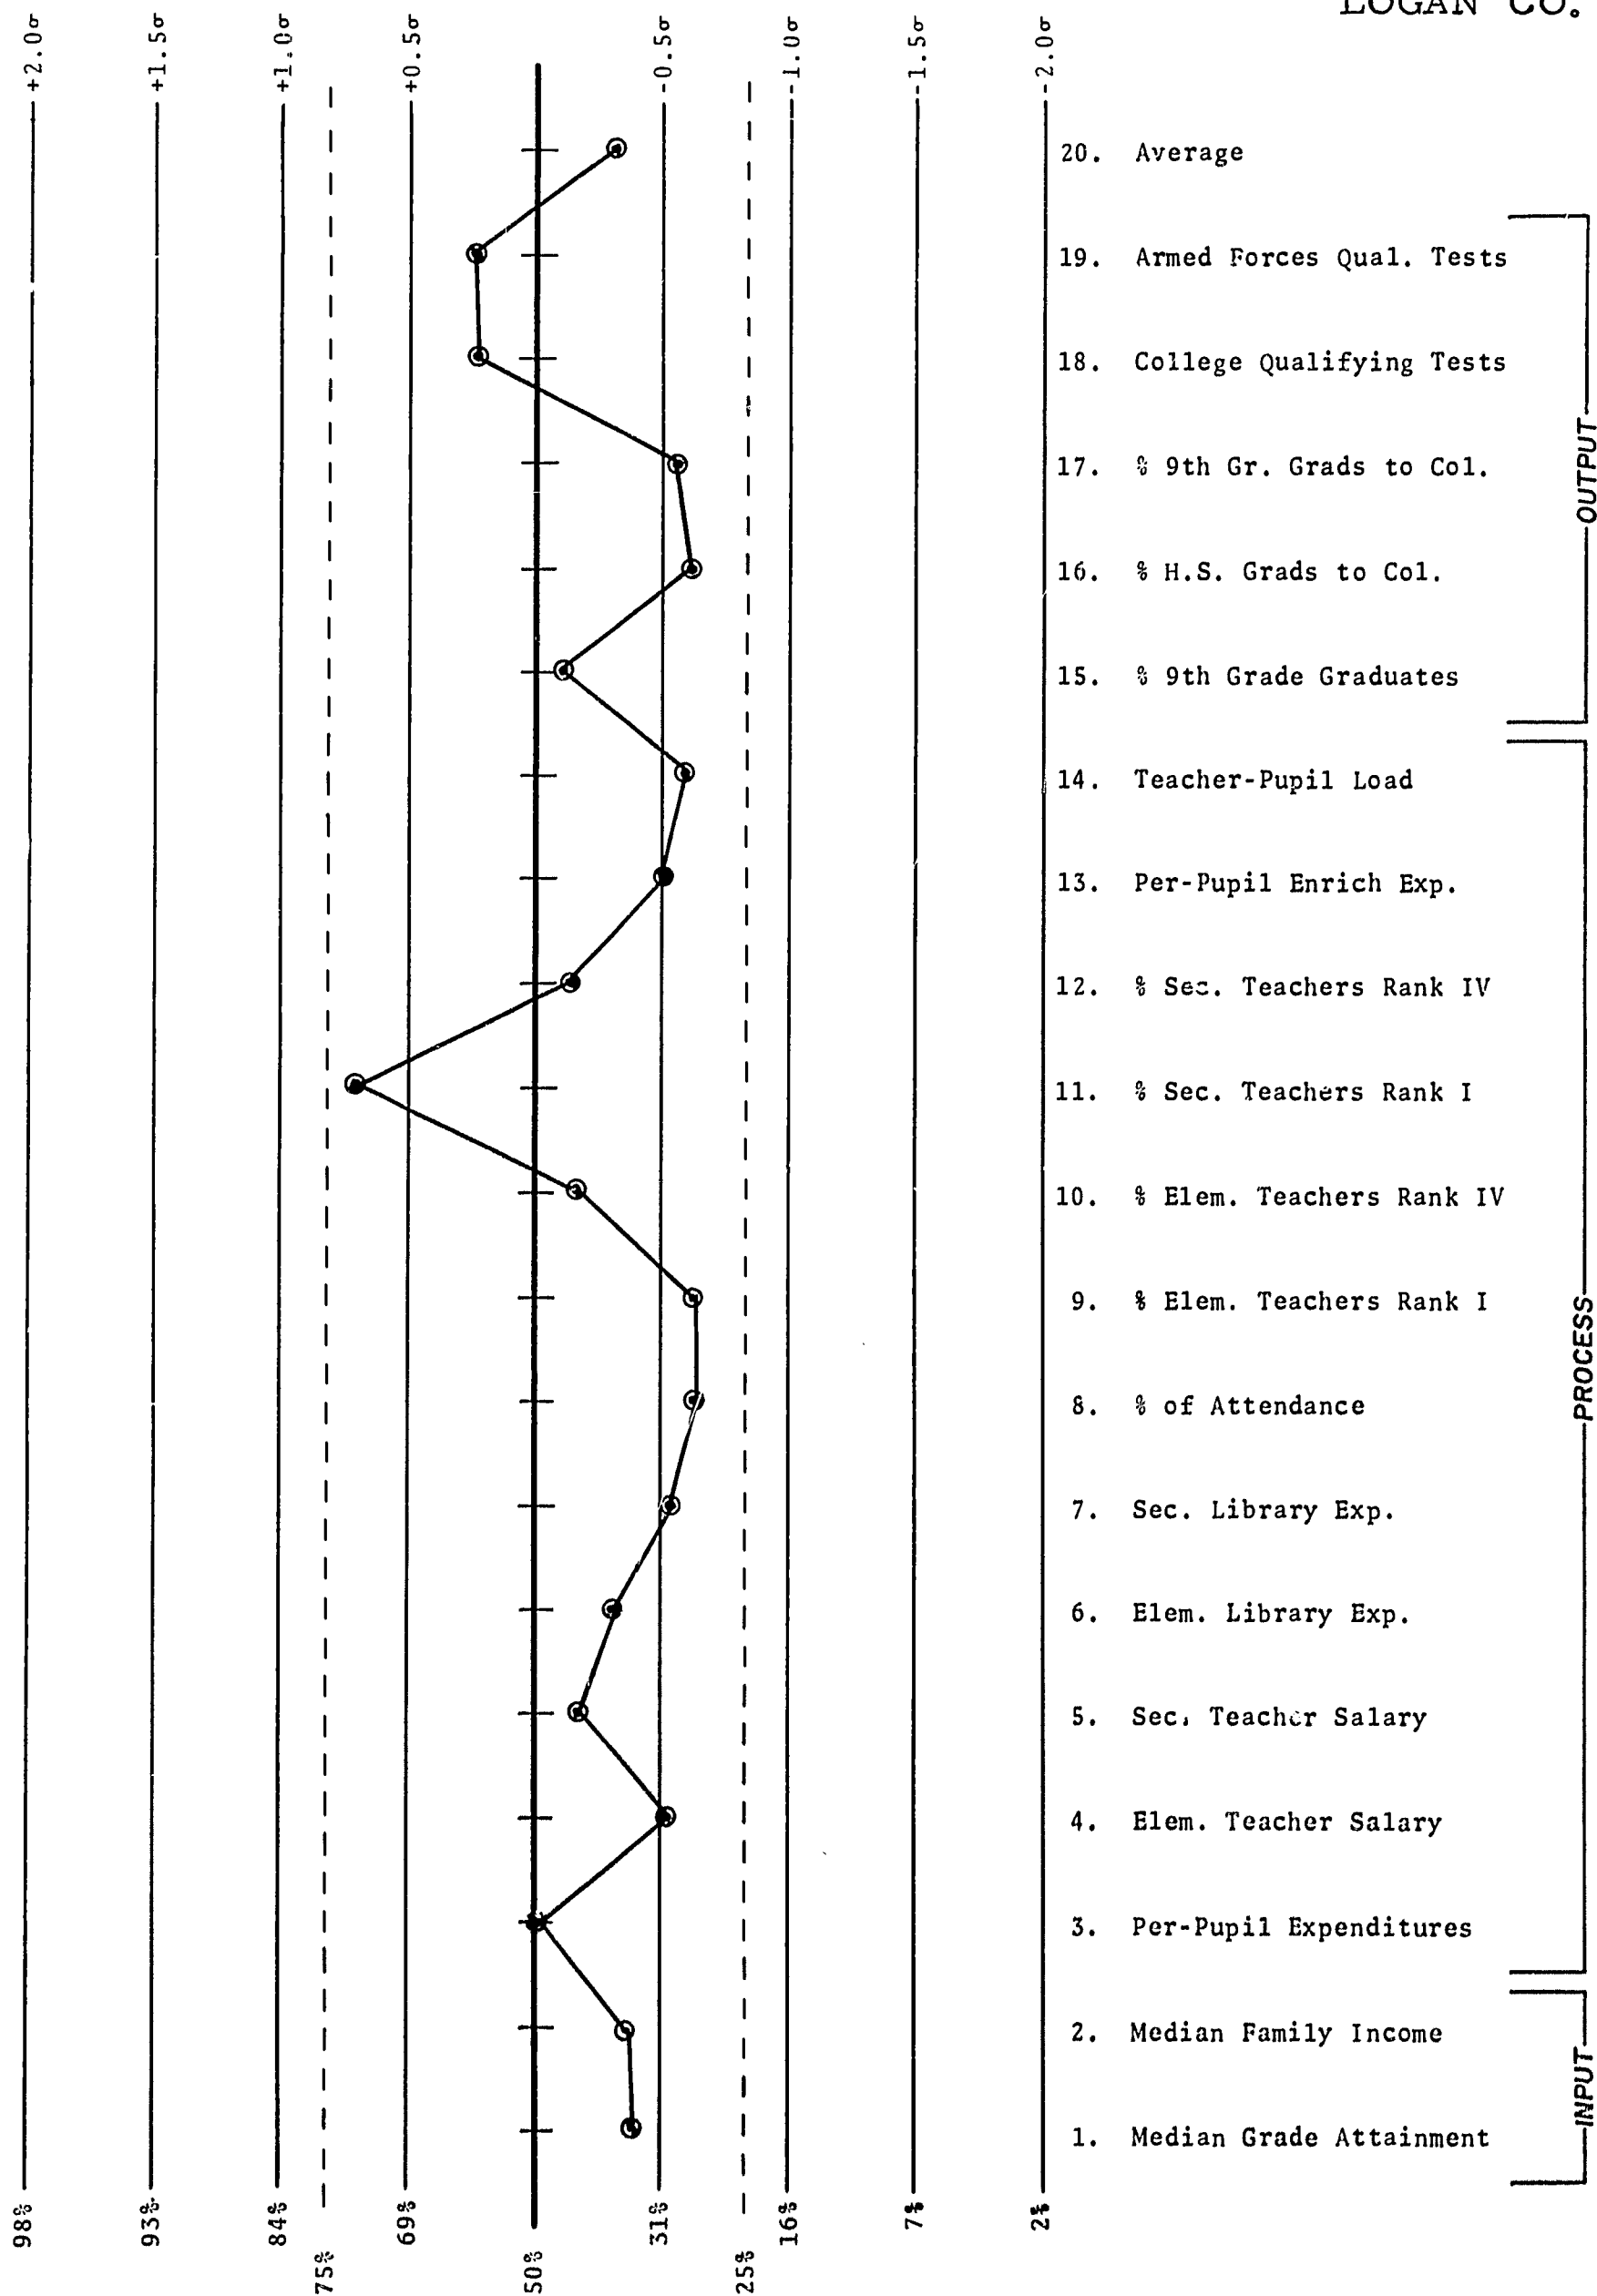 LOGAN CO.
+2.0σ
+1.5σ
+1.0σ
+0.5σ
-0.5σ
-1.0σ
-1.5σ
-2.0σ
20. Average
19. Armed Forces Qual. Tests
18. College Qualifying Tests
17. % 9th Gr. Grads to Col.
16. % H.S. Grads to Col.
15. % 9th Grade Graduates
OUTPUT
14. Teacher-Pupil Load
13. Per-Pupil Enrich Exp.
12. % Sec. Teachers Rank IV
11. % Sec. Teachers Rank I
10. % Elem. Teachers Rank IV
9. % Elem. Teachers Rank I
8. % of Attendance
7. Sec. Library Exp.
6. Elem. Library Exp.
5. Sec. Teacher Salary
4. Elem. Teacher Salary
3. Per-Pupil Expenditures
PROCESS
2. Median Family Income
1. Median Grade Attainment
INPUT
98%
93%
84%
75%
69%
50%
31%
25%
16%
7%
2%